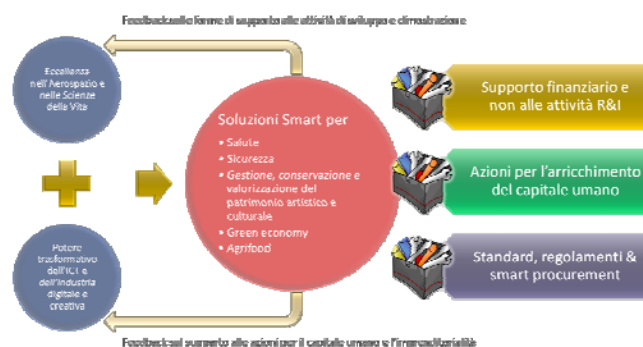 Feedback sulle forme di supporto alle attività di sviluppo e dimostrazione
Eccellenza
nell'Aerospazio e
nelle Scienze
della Vita
Potere
trasformativo
dell'ICT e
dell'industria
digitale e
creativa
Soluzioni Smart per
• Salute
• Sicurezza
• Gestione, conservazione e
valorizzazione del
patrimonio artistico e
culturale
• Green economy
• Agrifood
Supporto finanziario e
non alle attività R&I
Azioni per l'arricchimento
del capitale umano
Standard, regolamenti &
smart procurement
Feedback sul supporto alle azioni per il capitale umano e l'imprenditorialità